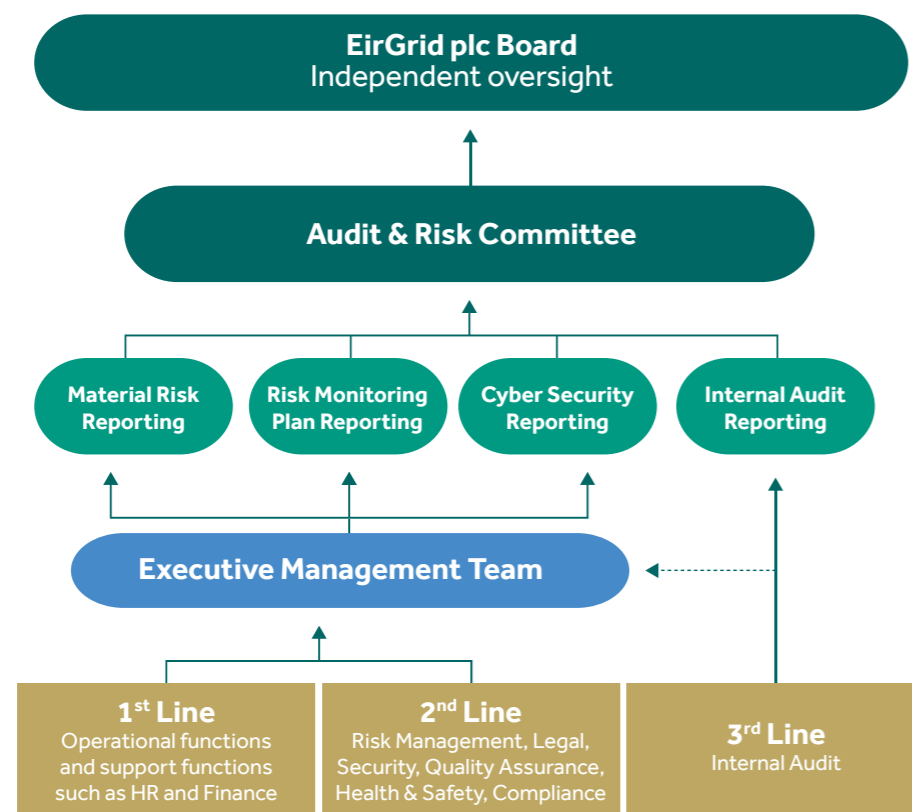 EirGrid plc Board
Independent oversight
Audit & Risk Committee
Material Risk
Reporting
Risk Monitoring
Plan Reporting
Cyber Security
Reporting
Internal Audit
Reporting
Executive Management Team
1st Line
Operational functions
and support functions
such as HR and Finance
2nd Line
Risk Management, Legal,
Security, Quality Assurance,
Health & Safety, Compliance
3rd Line
Internal Audit